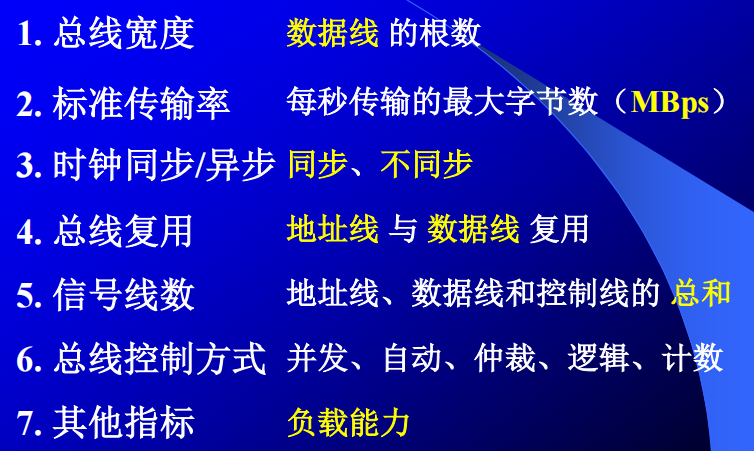 1. 总线宽度 数据线 的根数
2. 标准传输率 每秒传输的最大字节数（MBps）
3. 时钟同步/异步 同步、不同步
4. 总线复用 地址线 与 数据线 复用
5. 信号线数 地址线、数据线和控制线的 总和
6. 总线控制方式 并发、自动、仲裁、逻辑、计数
7. 其他指标 负载能力